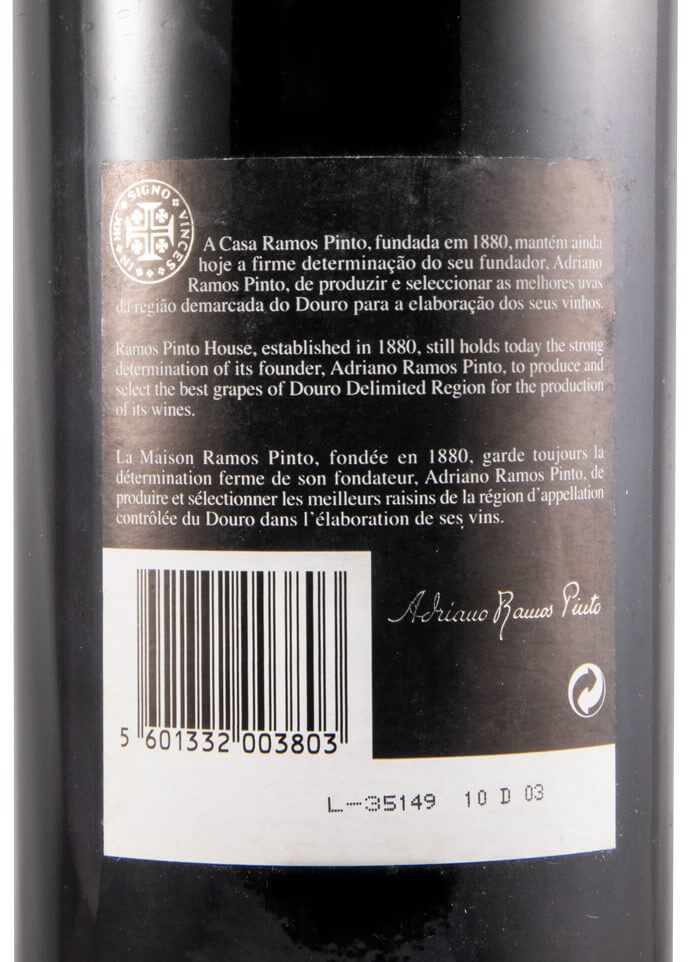 IN HOC SIGNO VINCES
A Casa Ramos Pinto, fundada em 1880, mantém ainda
hoje a firme determinação do seu fundador, Adriano
Ramos Pinto, de produzir e seleccionar as melhores uvas
da região demarcada do Douro para a elaboração dos seus vinhos.
Ramos Pinto House, established in 1880, still holds today the strong
determination of its founder, Adriano Ramos Pinto, to produce and
select the best grapes of Douro Delimited Region for the production
of its wines.
La Maison Ramos Pinto, fondée en 1880, garde toujours la
détermination ferme de son fondateur, Adriano Ramos Pinto, de
produire et sélectionner les meilleurs raisins de la région d'appellation
contrôlée du Douro dans l'élaboration de ses vins.
Adriano Ramos Pinto
5 601332 003803
L-35149 10 D 03